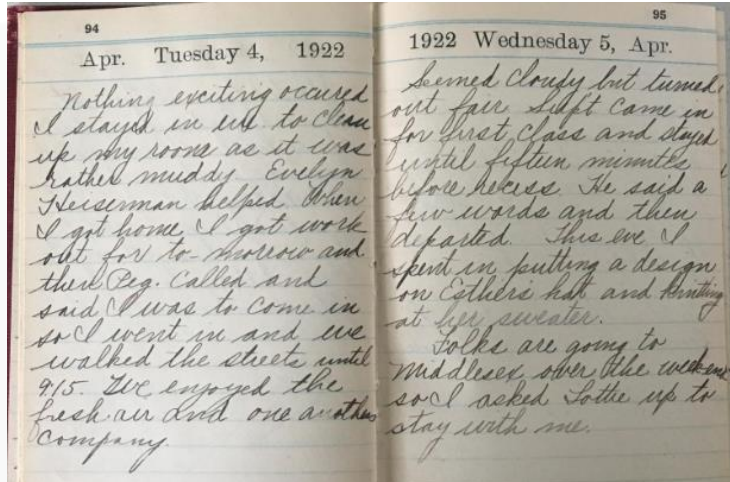 94
Apr. Tuesday 4, 1922
Nothing exciting occured
I stayed in eve to clean
up my room as it was
rather muddy Evelyn
Heiserman helped. When
I got home I got work
out for to-morrow and
then Peg. called and
said I was to come in
so I went in and we
walked the streets until
9:15. We enjoyed the
fresh air and one anothers
company.
95
1922 Wednesday 5, Apr.
Seemed cloudy but turned
out fair Supt came in
for first class and stayed
until fifteen minutes
before recess. He said a
few words and then
departed. This eve I
spent in putting a design
on Esthers hat and knitting
at her sweater.
Folks are going to
Middlesex over the weekend
so I asked Lottie up to
stay with me.